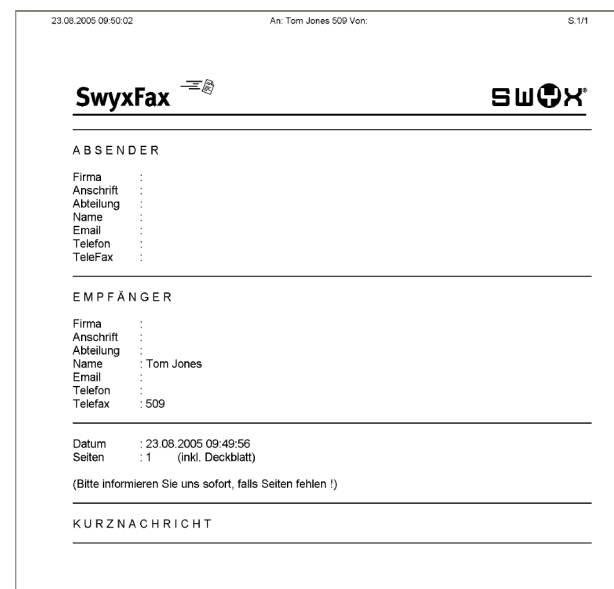 23.08.2005 09:50:02 An: Tom Jones 509 Von: S.1/1
SwyxFax swyx
ABSENDER
Firma :
Anschrift :
Abteilung :
Name :
Email :
Telefon :
TeleFax :
EMPFÄNGER
Firma :
Anschrift :
Abteilung :
Name : Tom Jones
Email :
Telefon :
Telefax : 509
Datum : 23.08.2005 09:49:56
Seiten : 1 (inkl. Deckblatt)
(Bitte informieren Sie uns sofort, falls Seiten fehlen !)
KURZNACHRICHT